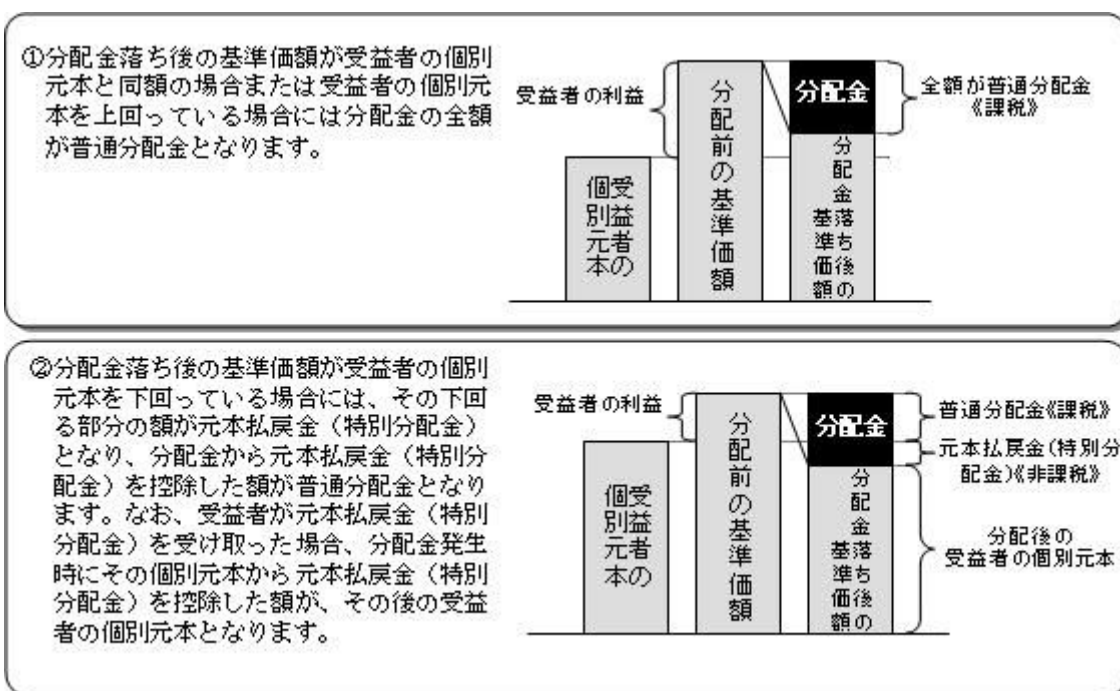 ①分配金落ち後の基準価額が受益者の個別
元本と同額の場合または受益者の個別元
本を上回っている場合には分配金の全額
が普通分配金となります。
受益者の利益
受益者の
個別元本
分配前の基準価額
分配金
分配金落ち後の
基準価額
全額が普通分配金
《課税》
②分配金落ち後の基準価額が受益者の個別
元本を下回っている場合には、その下回
る部分の額が元本払戻金（特別分配金）
となり、分配金から元本払戻金（特別分
配金）を控除した額が普通分配金となり
ます。なお、受益者が元本払戻金（特別
分配金）を受け取った場合、分配金発生
時にその個別元本から元本払戻金（特別
分配金）を控除した額が、その後の受益
者の個別元本となります。
受益者の利益
受益者の
個別元本
分配前の基準価額
分配金
分配金落ち後の
基準価額
普通分配金《課税》
元本払戻金(特別分
配金)《非課税》
分配後の
受益者の個別元本